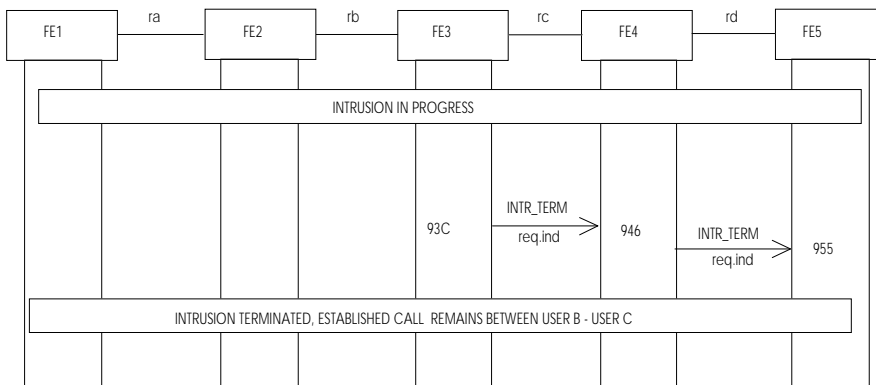 ra rb rc rd
FE1 FE2 FE3 FE4 FE5
INTRUSION IN PROGRESS
INTR_TERM
93C 946 INTR_TERM
req.ind
955
req.ind
INTRUSION TERMINATED, ESTABLISHED CALL REMAINS BETWEEN USER B - USER C